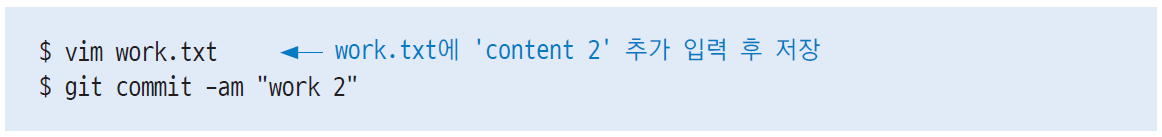 $ vim work.txt work.txt에 'content 2' 추가 입력 후 저장
$ git commit –am "work 2"